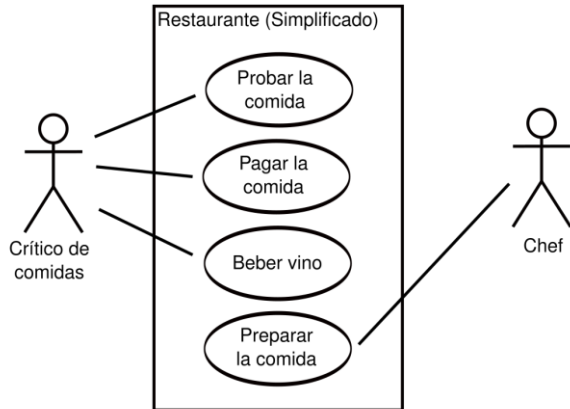 Restaurante (Simplificado)
Probar la
comida
Pagar la
comida
Beber vino
Preparar
la comida
Crítico de
comidas
Chef